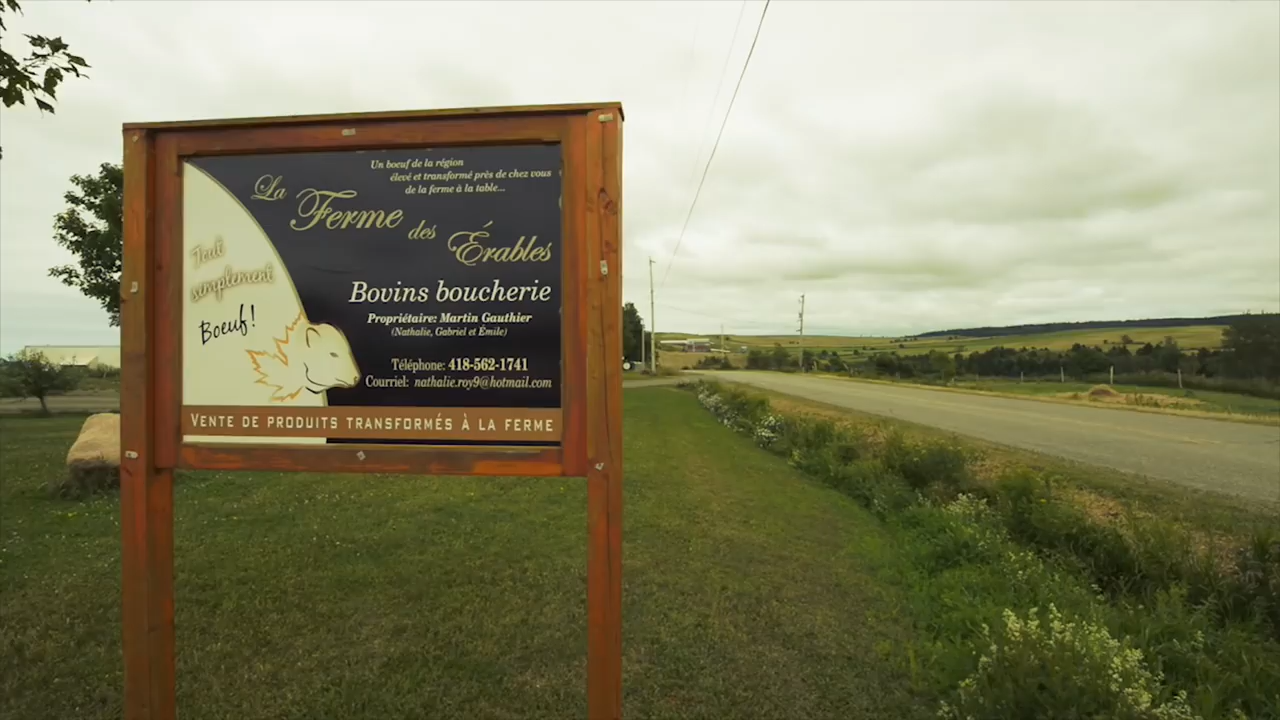 Un boeuf de la région
élevé et transformé près de chez vous
de la ferme à la table...
La Ferme des Érables
Tout
simplement
Boeuf!
Bovins boucherie
Propriétaire: Martin Gauthier
(Nathalie, Gabriel et Émile)
Téléphone: 418-562-1741
Courriel: nathalie.roy9@hotmail.com
VENTE DE PRODUITS TRANSFORMÉS À LA FERME